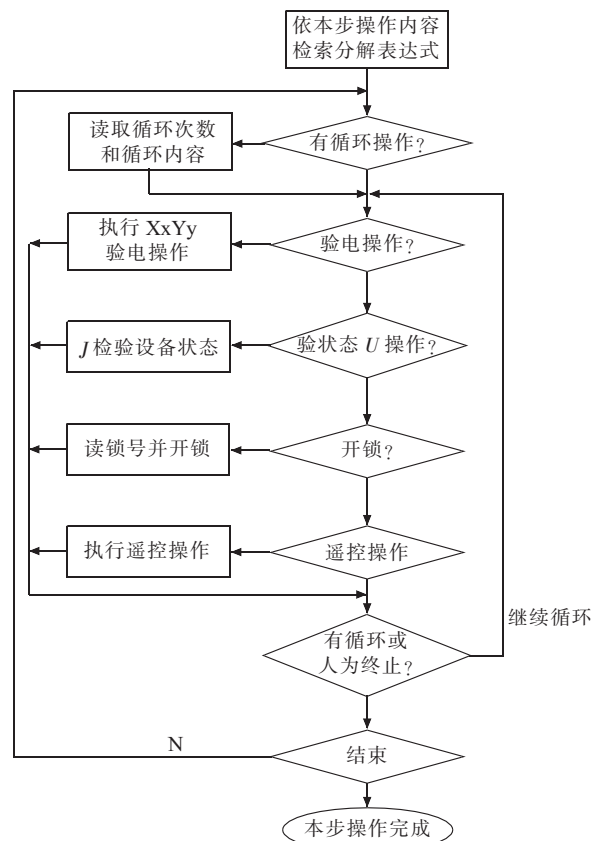 依本步操作内容
检索分解表达式
读取循环次数
和循环内容
有循环操作?
执行 XxYy
验电操作
验电操作?
J检验设备状态
验状态 U 操作?
读锁号并开锁
开锁?
执行遥控操作
遥控操作
继续循环
有循环或
人为终止?
N
结束
本步操作完成